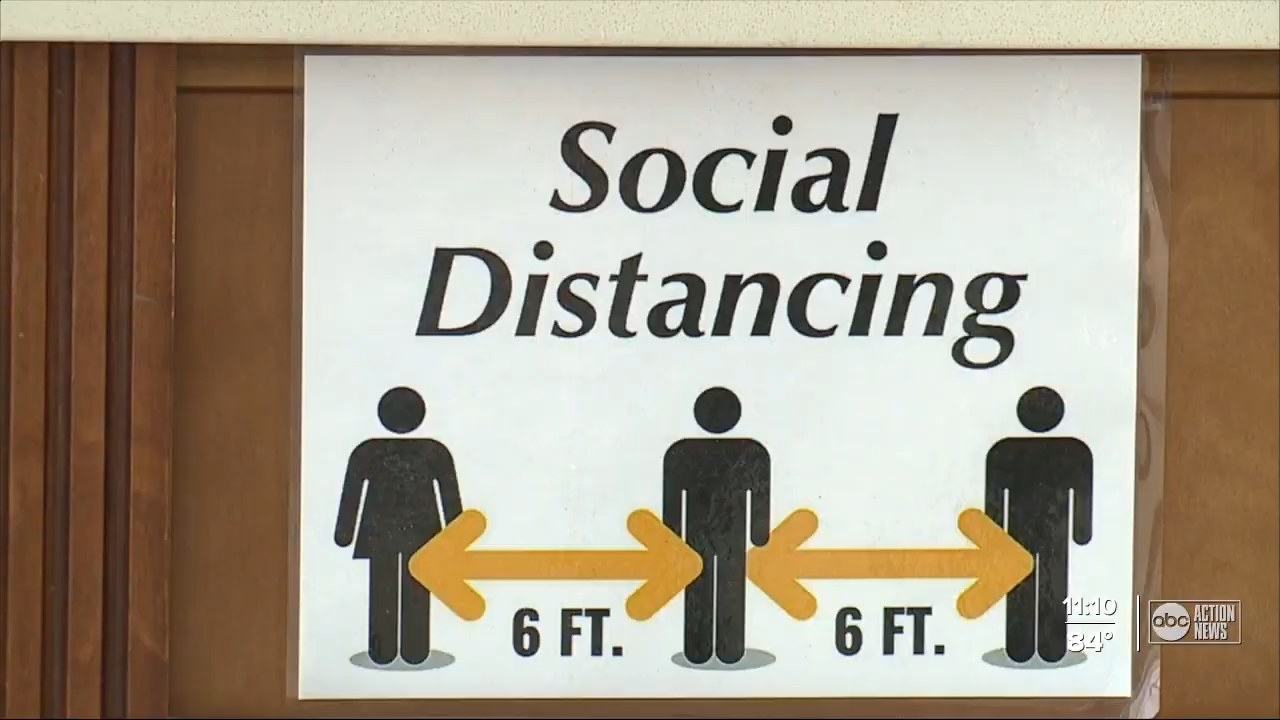 Social
Distancing
6 FT.
6 FT.
11:10
84°
abc
ACTION
NEWS